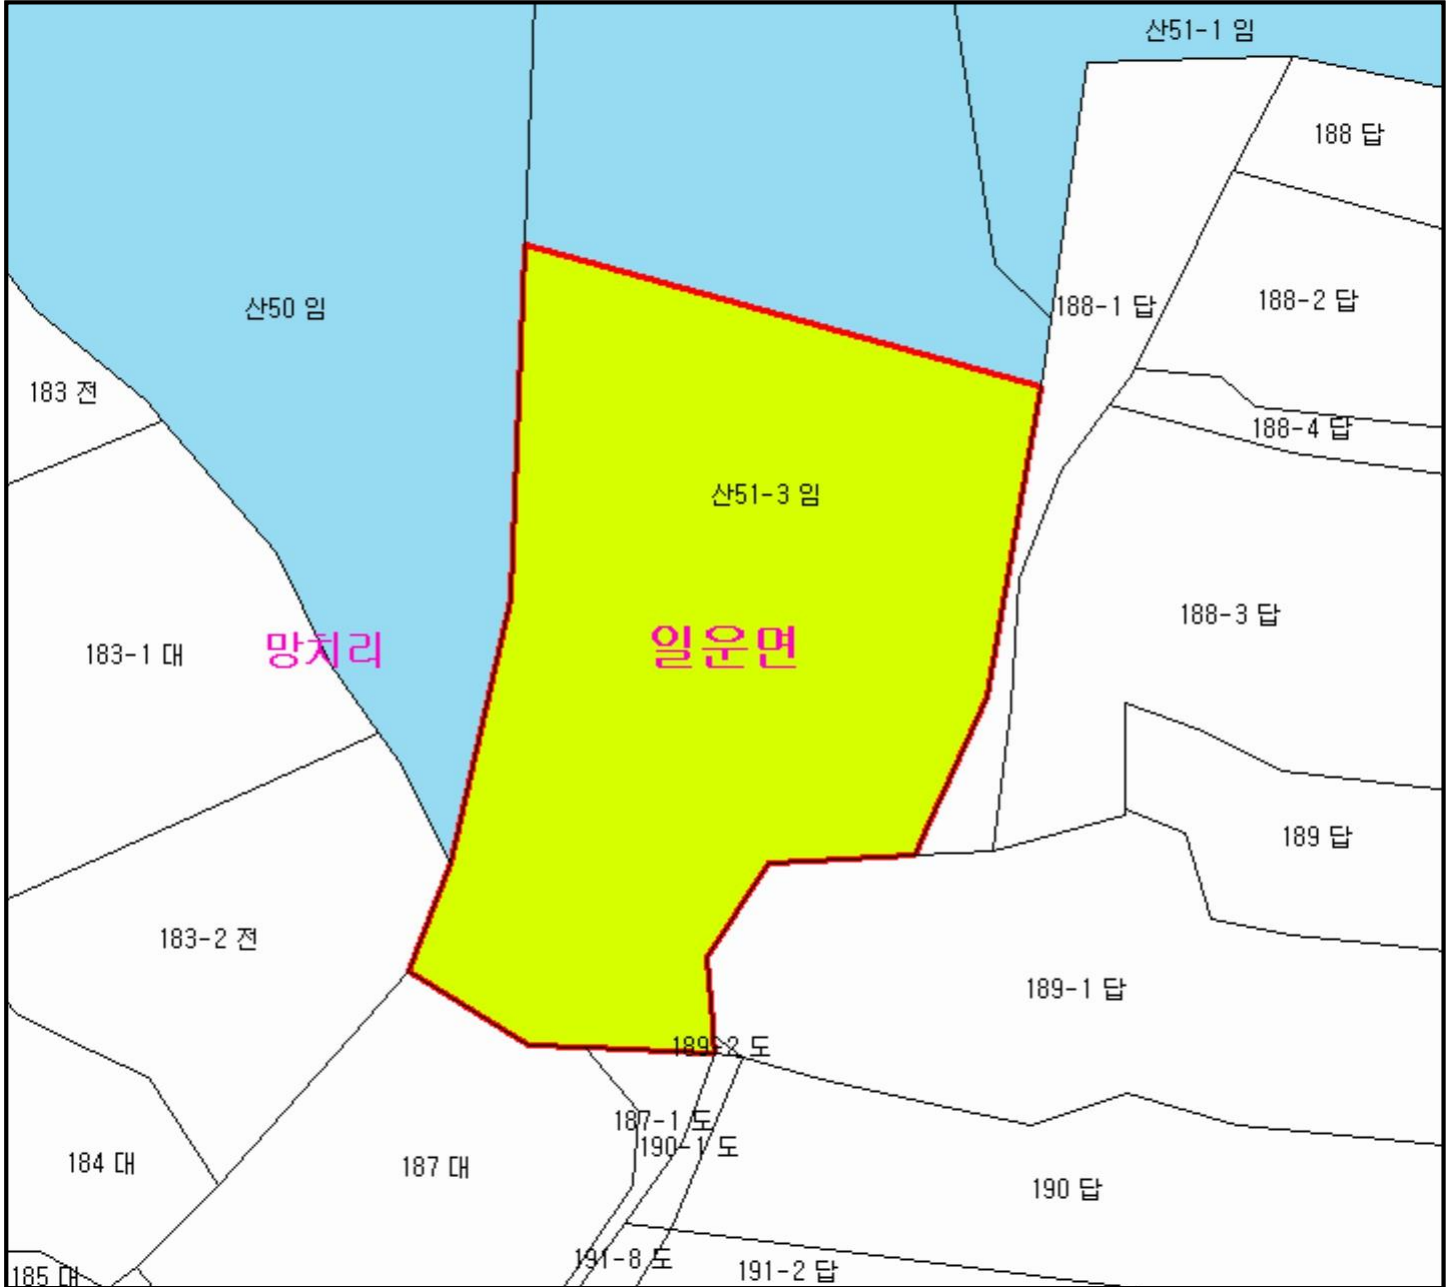 산51-1 임
188 답
188-2 답
산50 임
188-1 답
183 전
188-4 답
산51-3 임
188-3 답
183-1 대
망치리
일운면
189 답
183-2 전
189-1 답
189-2 도
187-1 도
190-1 도
184 대
187 대
190 답
191-8 도
191-2 답
185 대